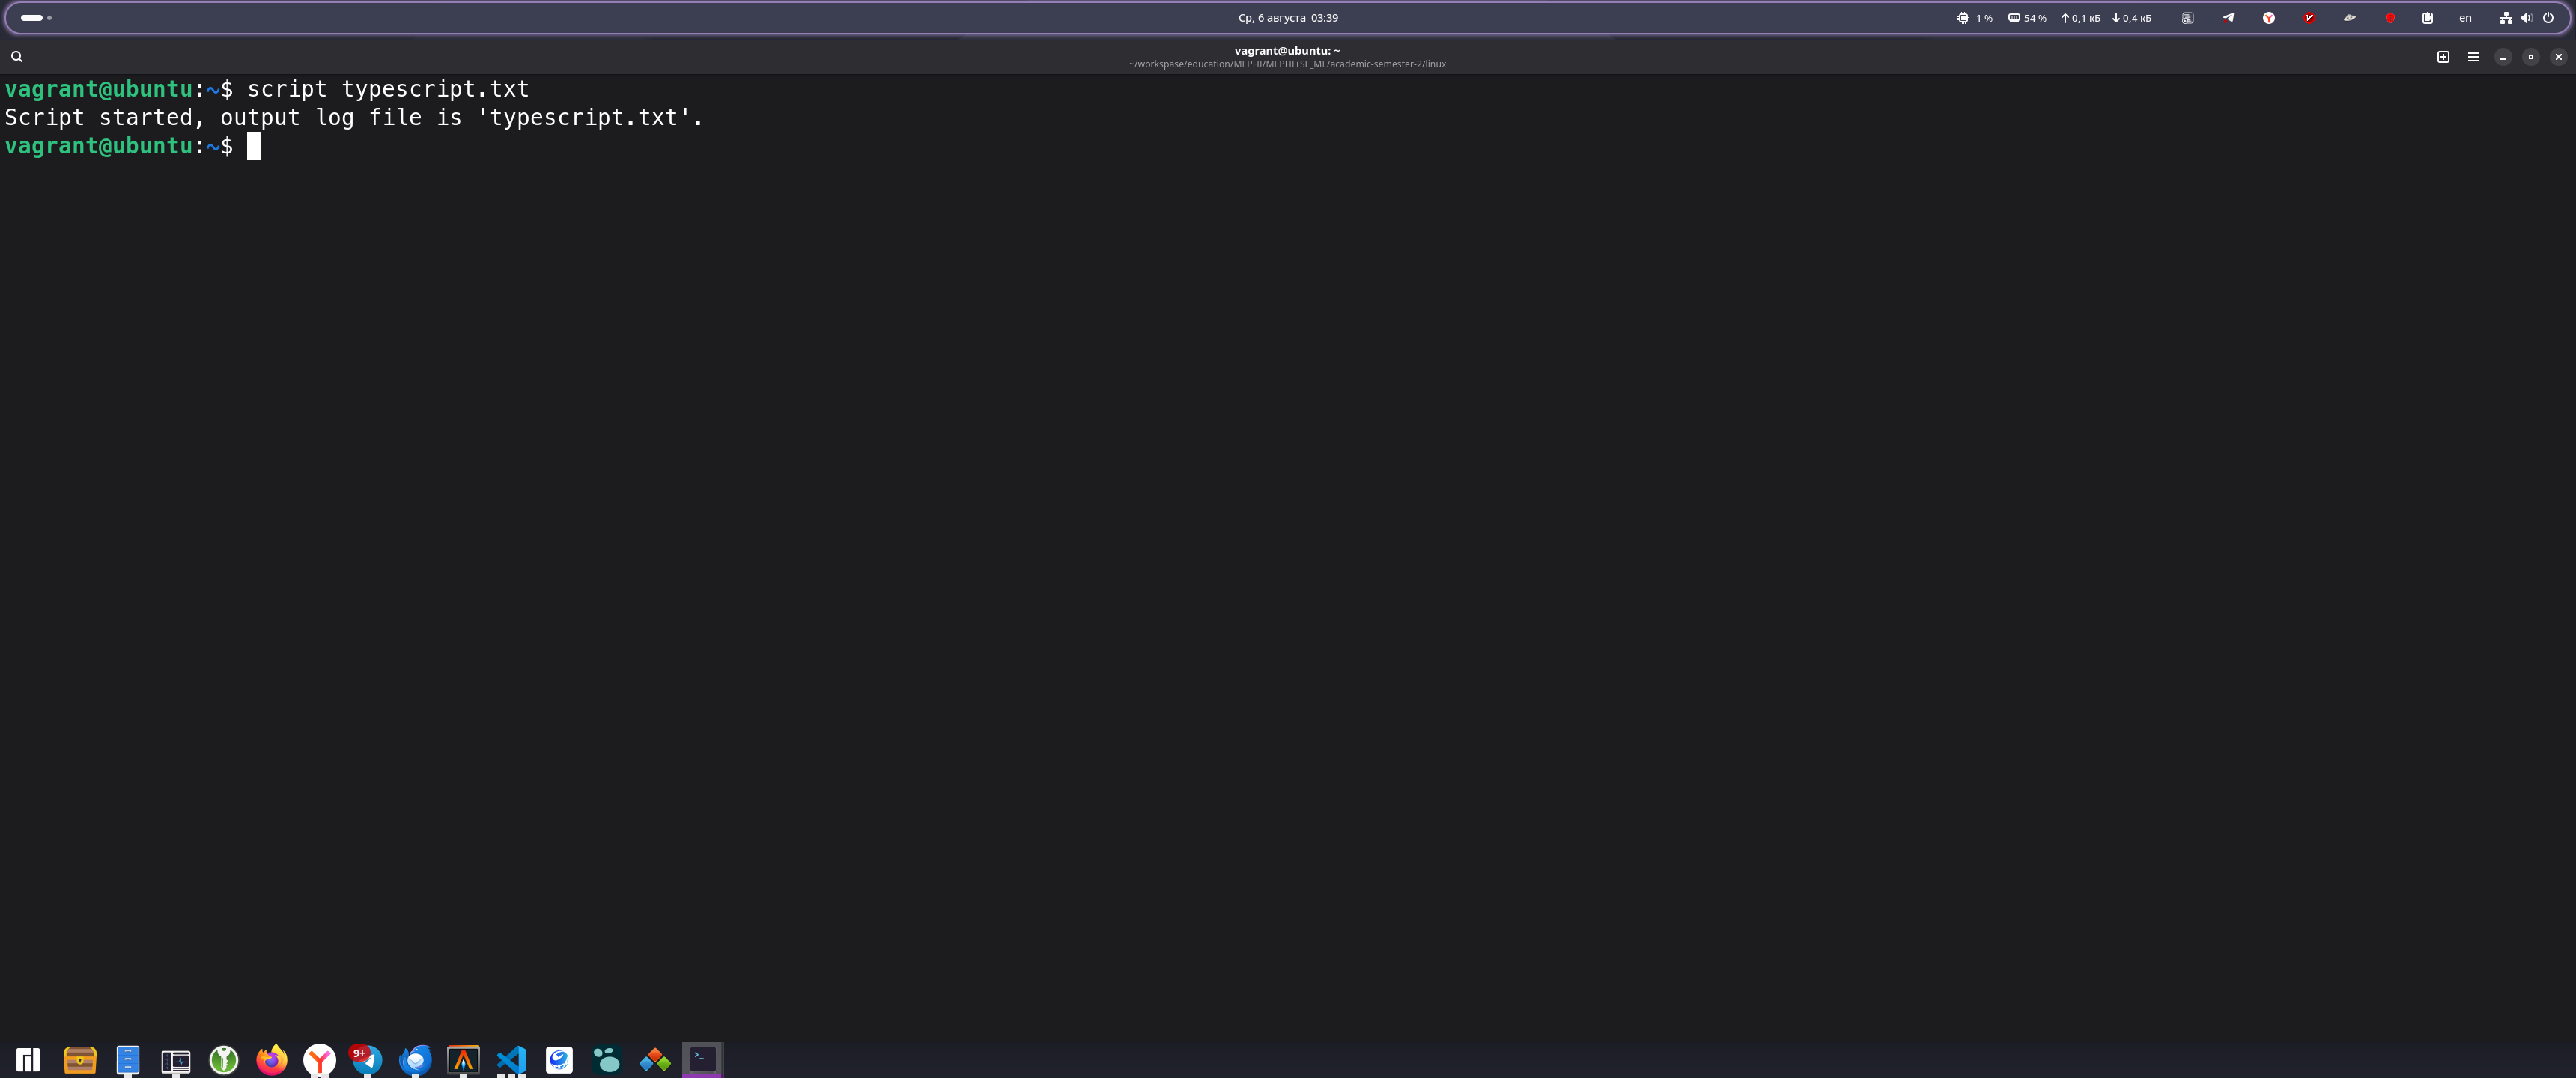 Ср, 6 августа 03:39
1 %
54 %
0,1 кБ
0,4 кБ
en
vagrant@ubuntu: ~
~/workspase/education/MEPHI/MEPHI+SF_ML/academic-semester-2/linux
vagrant@ubuntu:~$ script typescript.txt
Script started, output log file is 'typescript.txt'.
vagrant@ubuntu:~$
9+
>_